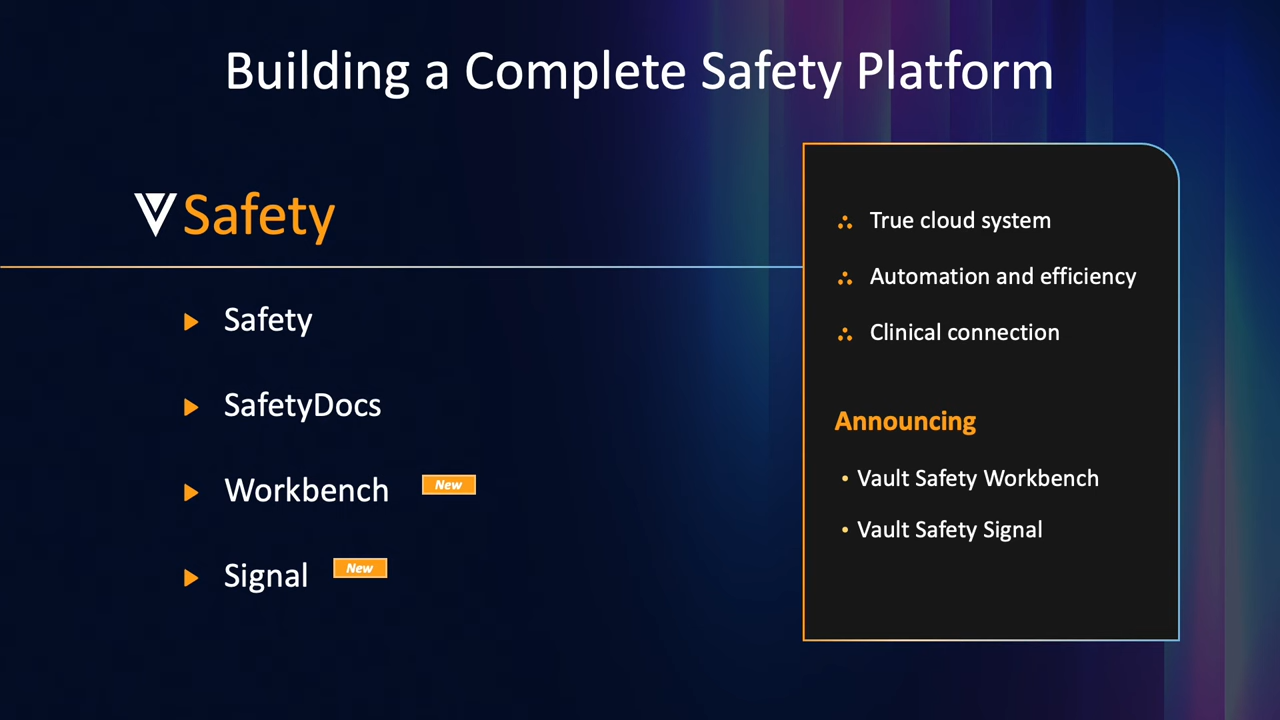 Building a Complete Safety Platform
Safety
Safety
SafetyDocs
Workbench New
Signal New
True cloud system
Automation and efficiency
Clinical connection
Announcing
Vault Safety Workbench
Vault Safety Signal